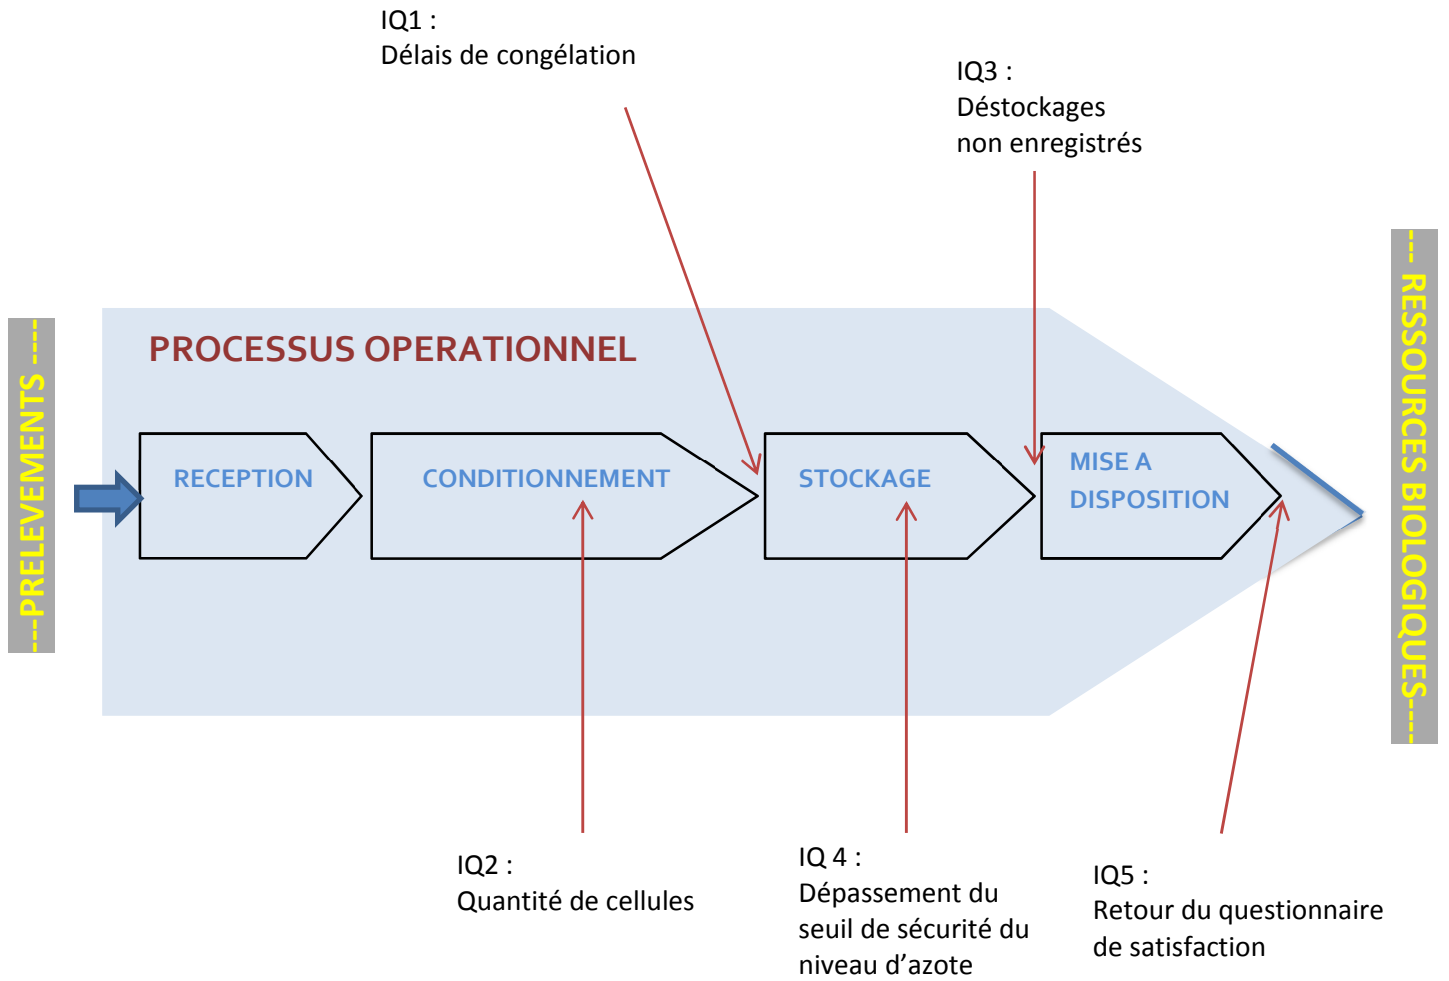 IQ1 :
Délais de congélation
IQ3 :
Déstockages
non enregistrés
----PRELEVEMENTS ----
PROCESSUS OPERATIONNEL
RECEPTION
CONDITIONNEMENT
STOCKAGE
MISE A
DISPOSITION
--- RESSOURCES BIOLOGIQUES----
IQ2 :
Quantité de cellules
IQ 4 :
Dépassement du
seuil de sécurité du
niveau d’azote
IQ5 :
Retour du questionnaire
de satisfaction